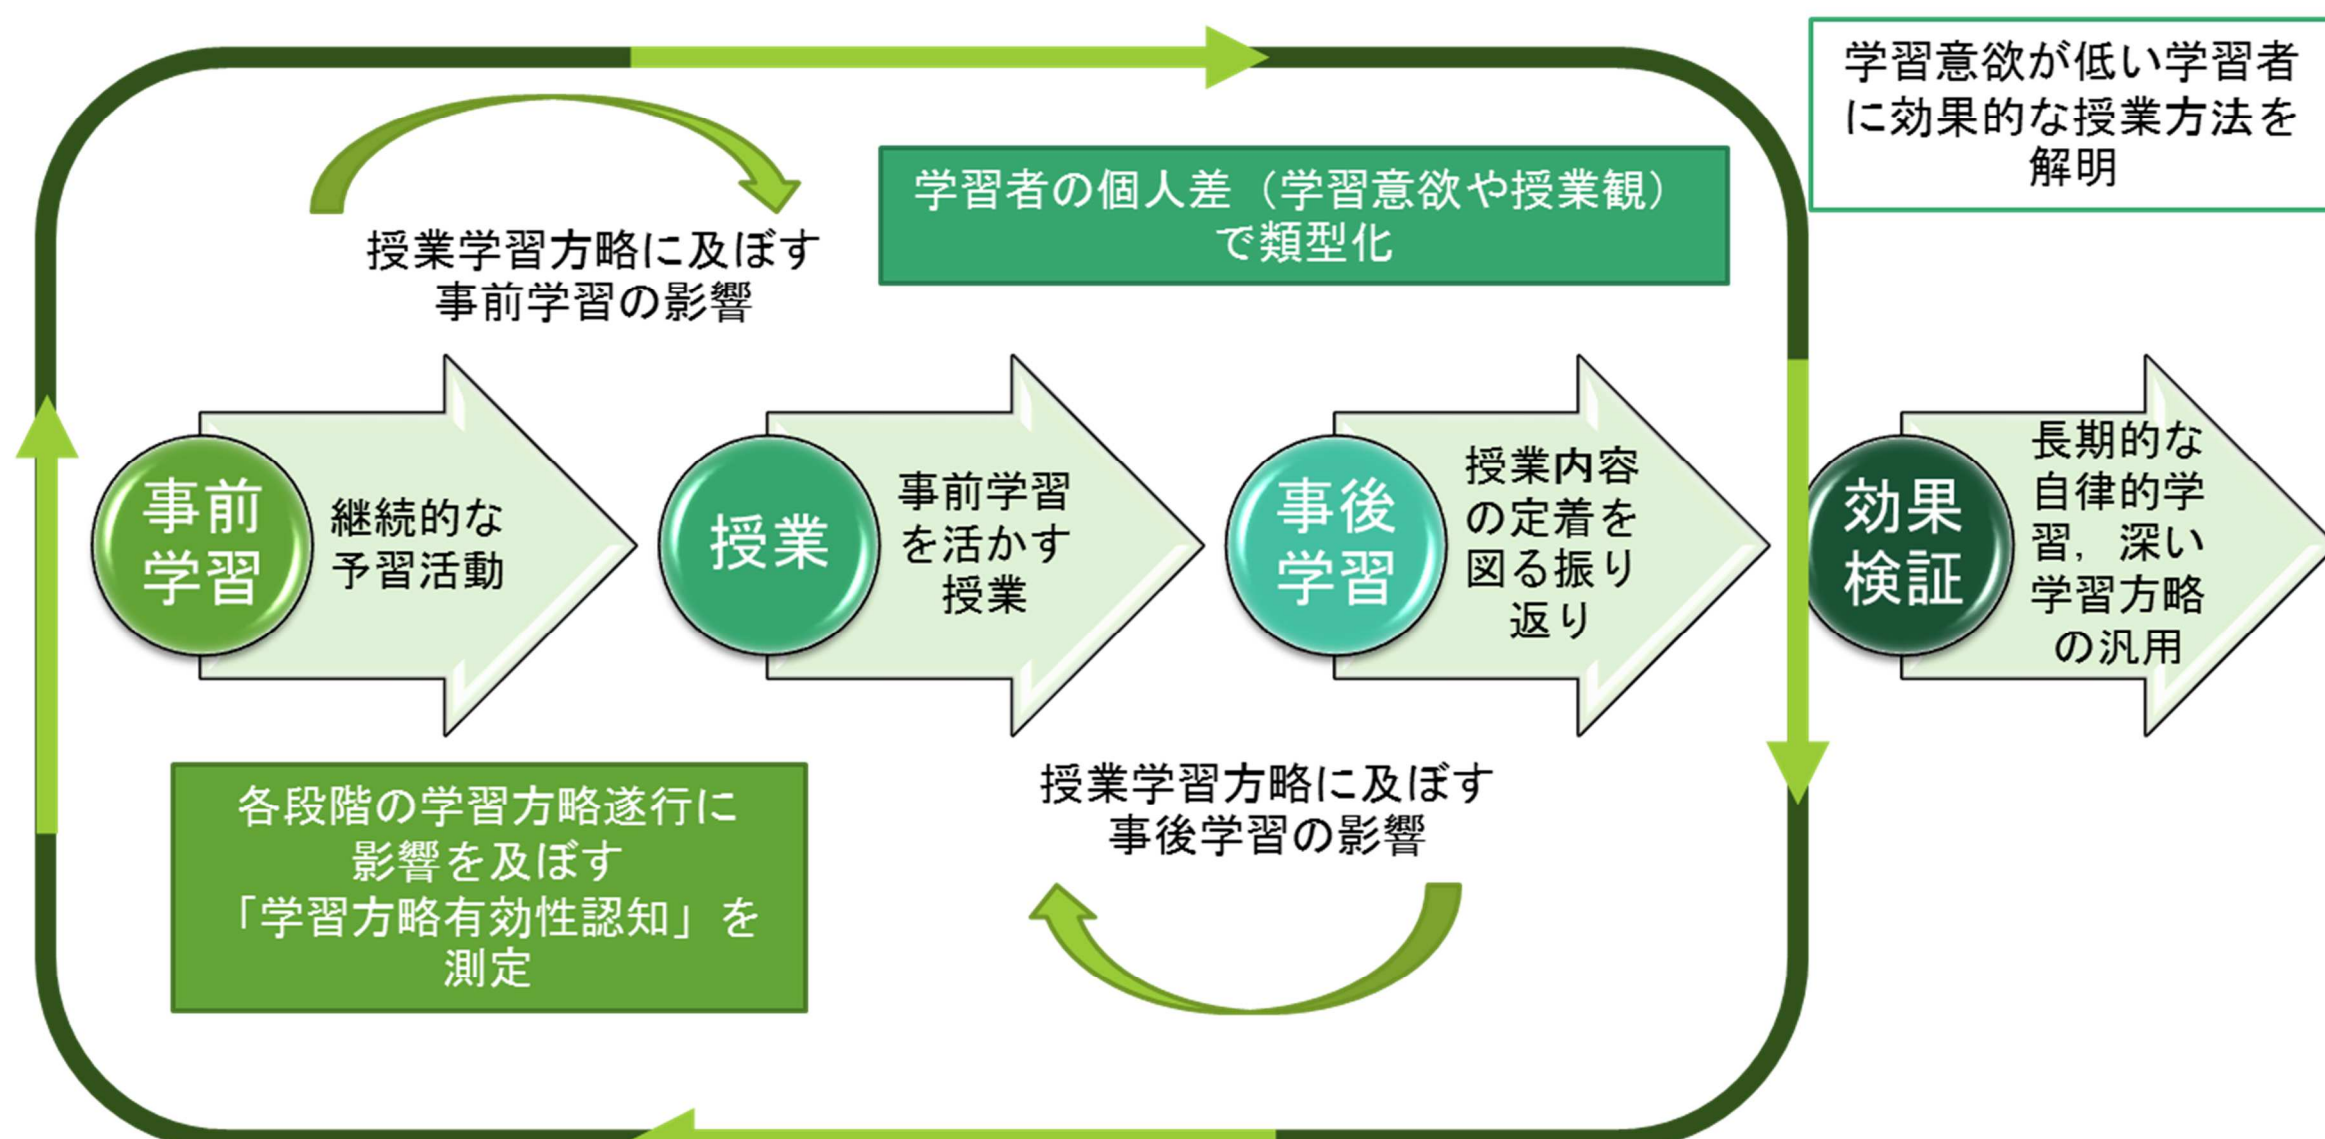 学習意欲が低い学習者
に効果的な授業方法を
解明
学習者の個人差（学習意欲や授業観）
で類型化
授業学習方略に及ぼす
事前学習の影響
事前
学習
継続的な
予習活動
授業
事前学習
を活かす
授業
事後
学習
授業内容
の定着を
図る振り
返り
効果
検証
長期的な
自律的学
習，深い
学習方略
の汎用
各段階の学習方略遂行に
影響を及ぼす
「学習方略有効性認知」を
測定
授業学習方略に及ぼす
事後学習の影響